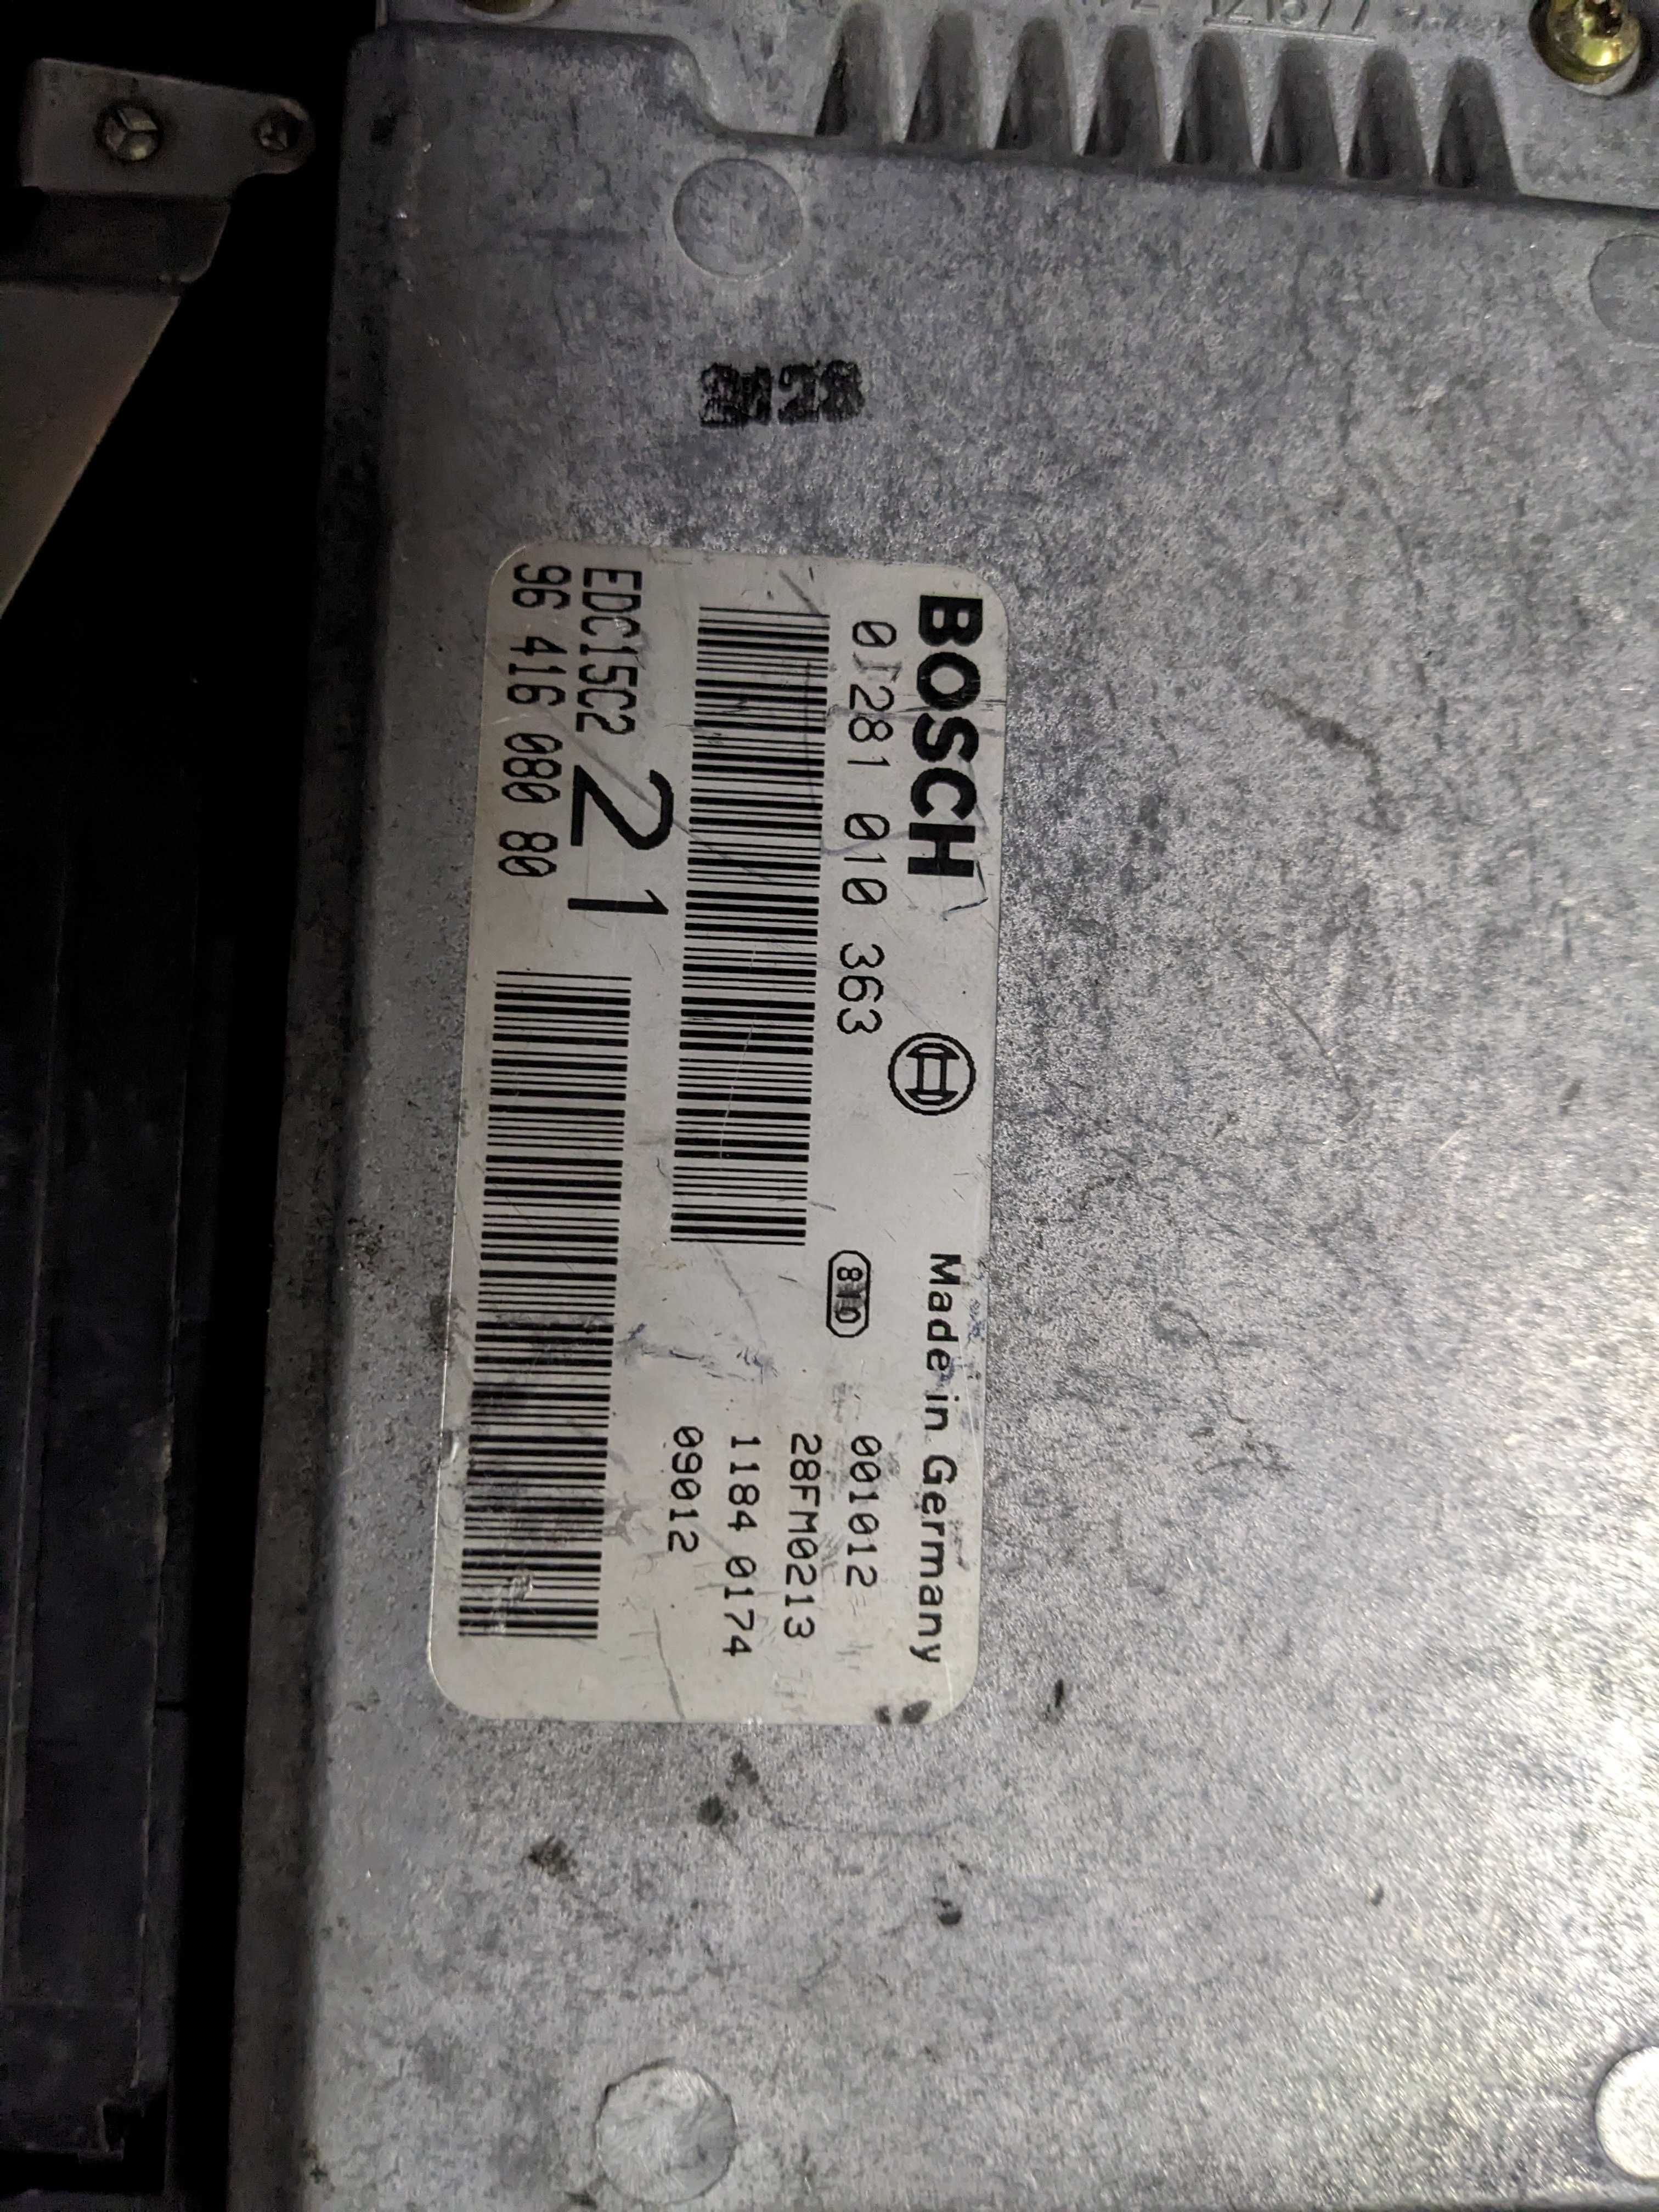 BOSCH
Made in Germany
0 281 010 363
001012
810
28FM0213
1184 0174
09012
EDC15C2
21
96 416 080 80